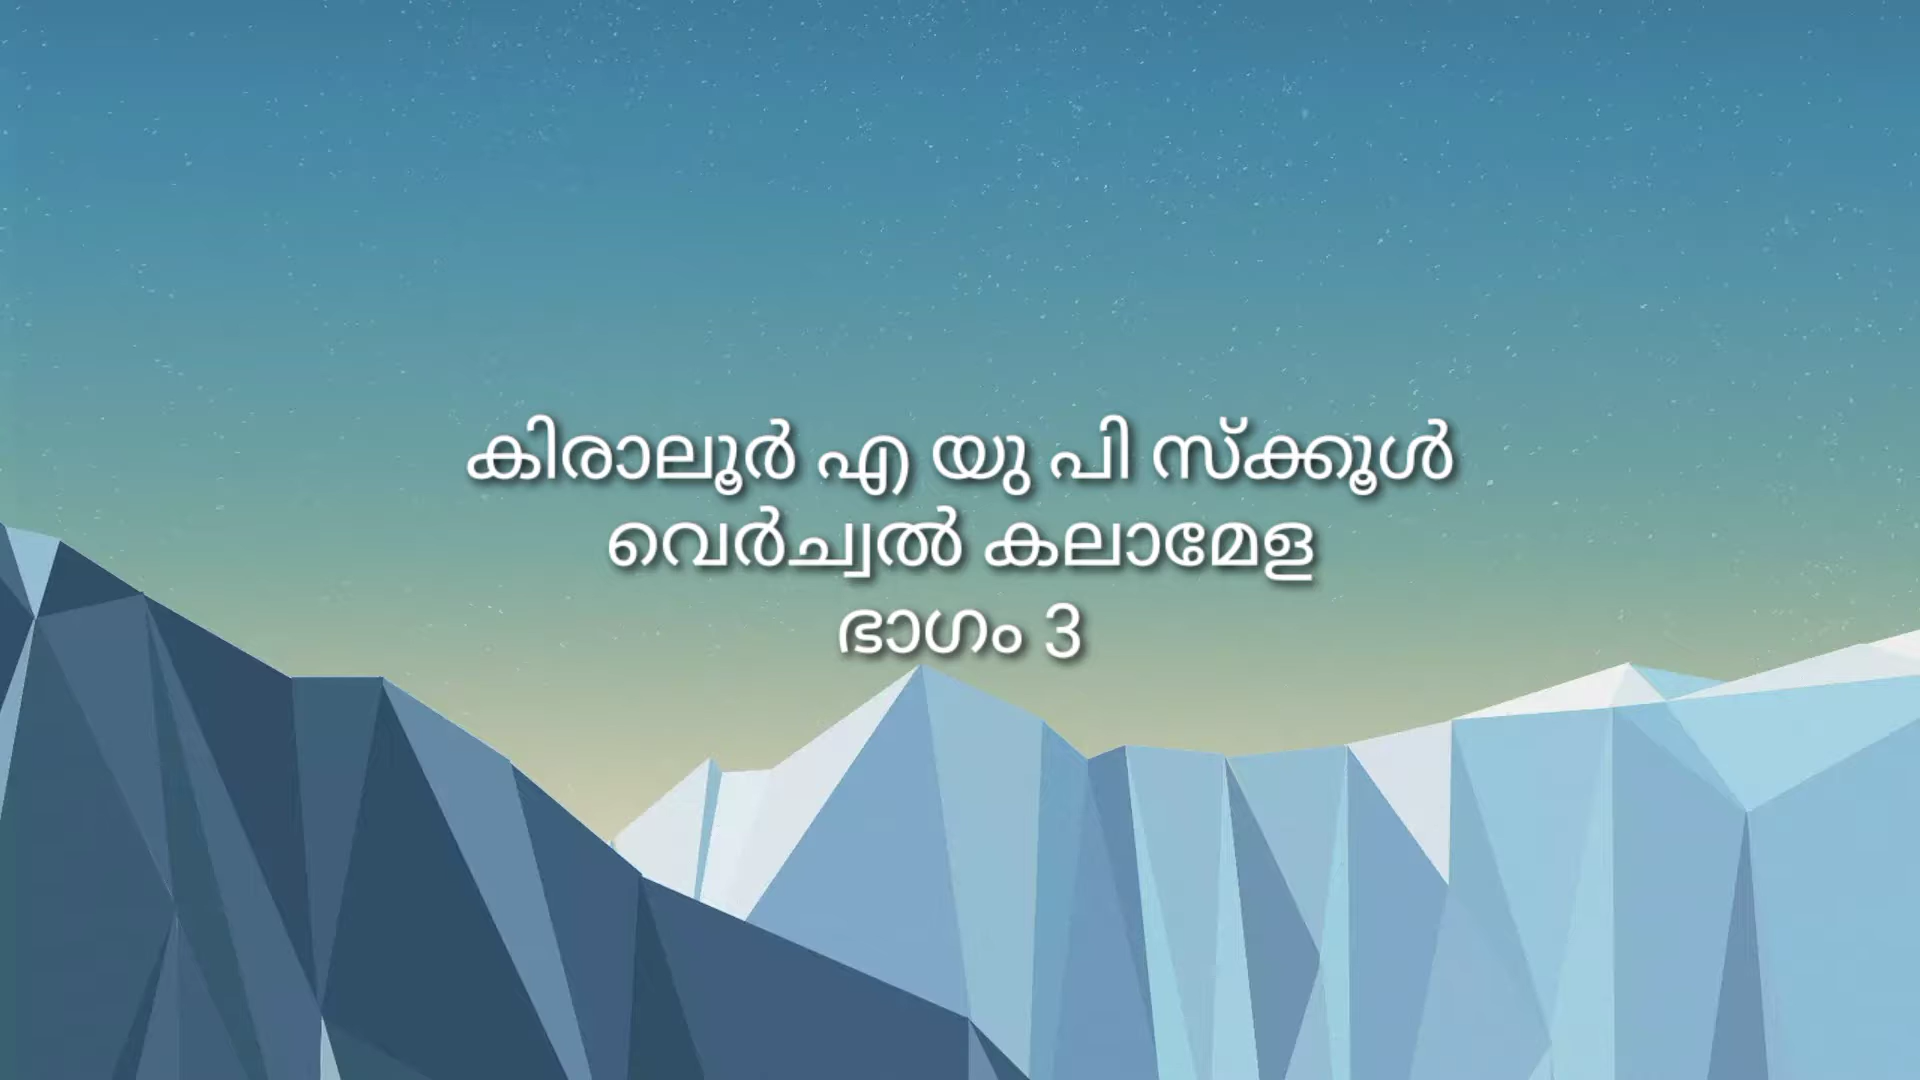 കിരാലൂർ എ യു പി സ്ക്കൂൾ
വെർച്വൽ കലാമേള
ഭാഗം 3